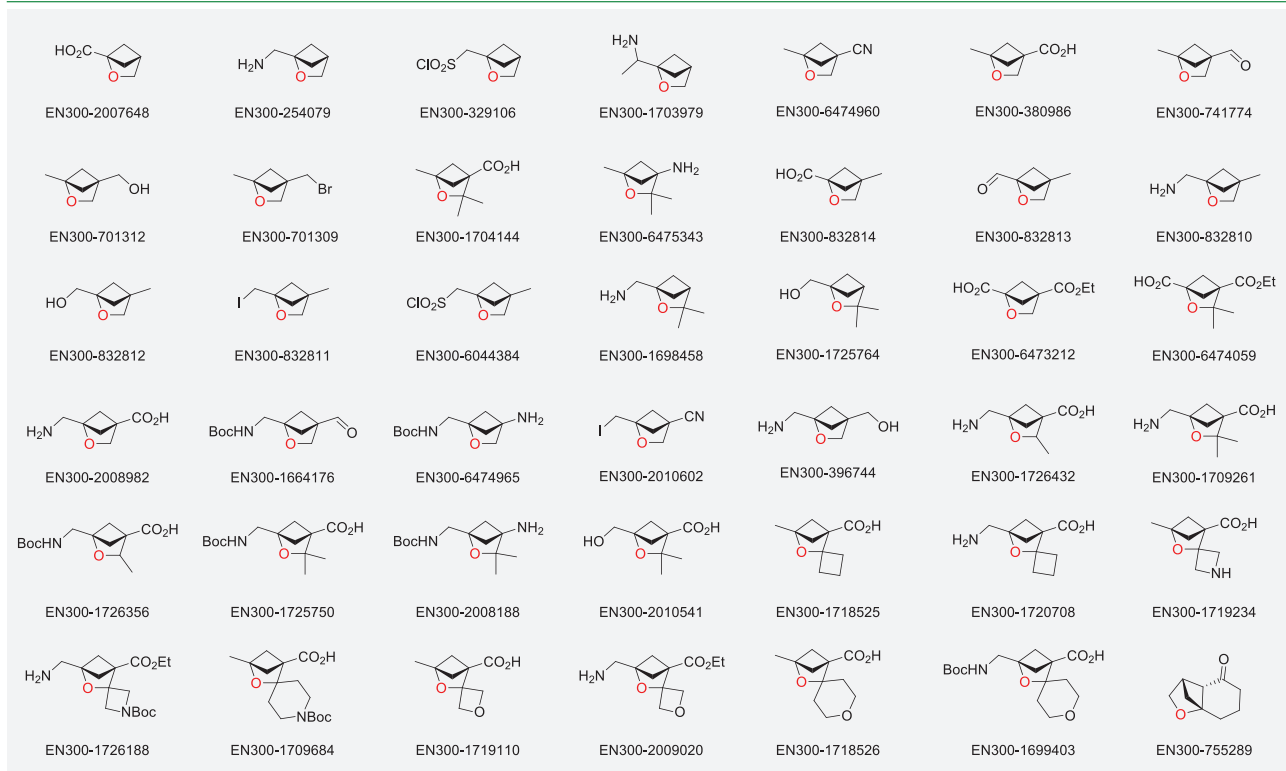 HO2C
O
EN300-2007648
H2N
O
EN300-254079
ClO2S
O
EN300-329106
H2N
O
EN300-1703979
CN
O
EN300-6474960
CO2H
O
EN300-380986
O
O
EN300-741774
OH
O
EN300-701312
Br
O
EN300-701309
CO2H
O
EN300-1704144
NH2
O
EN300-6475343
HO2C
O
EN300-832814
O
O
EN300-832813
H2N
O
EN300-832810
HO
O
EN300-832812
I
O
EN300-832811
ClO2S
O
EN300-6044384
H2N
O
EN300-1698458
HO
O
EN300-1725764
HO2C CO2Et
O
EN300-6473212
HO2C CO2Et
O
EN300-6474059
H2N CO2H
O
EN300-2008982
BocHN O
O
EN300-1664176
BocHN NH2
O
EN300-6474965
I CN
O
EN300-2010602
H2N OH
O
EN300-396744
H2N CO2H
O
EN300-1726432
H2N CO2H
O
EN300-1709261
BocHN CO2H
O
EN300-1726356
BocHN CO2H
O
EN300-1725750
BocHN NH2
O
EN300-2008188
HO CO2H
O
EN300-2010541
CO2H
O
EN300-1718525
H2N CO2H
O
EN300-1720708
CO2H
O
NH
EN300-1719234
H2N CO2Et
O
NBoc
EN300-1726188
CO2H
O
NBoc
EN300-1709684
CO2H
O
O
EN300-1719110
H2N CO2Et
O
O
EN300-2009020
CO2H
O
O
EN300-1718526
BocHN CO2H
O
O
EN300-1699403
O
O
EN300-755289